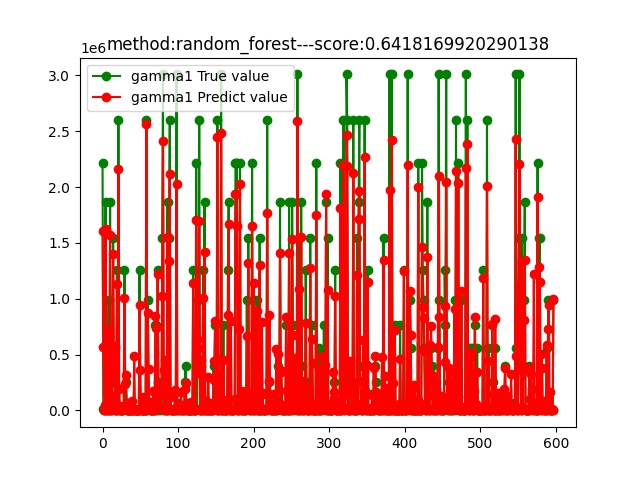 method:random_forest---score:0.6418169920290138
1e6
gamma1 True value
gamma1 Predict value
3.0
2.5
2.0
1.5
1.0
0.5
0.0
0 100 200 300 400 500 600